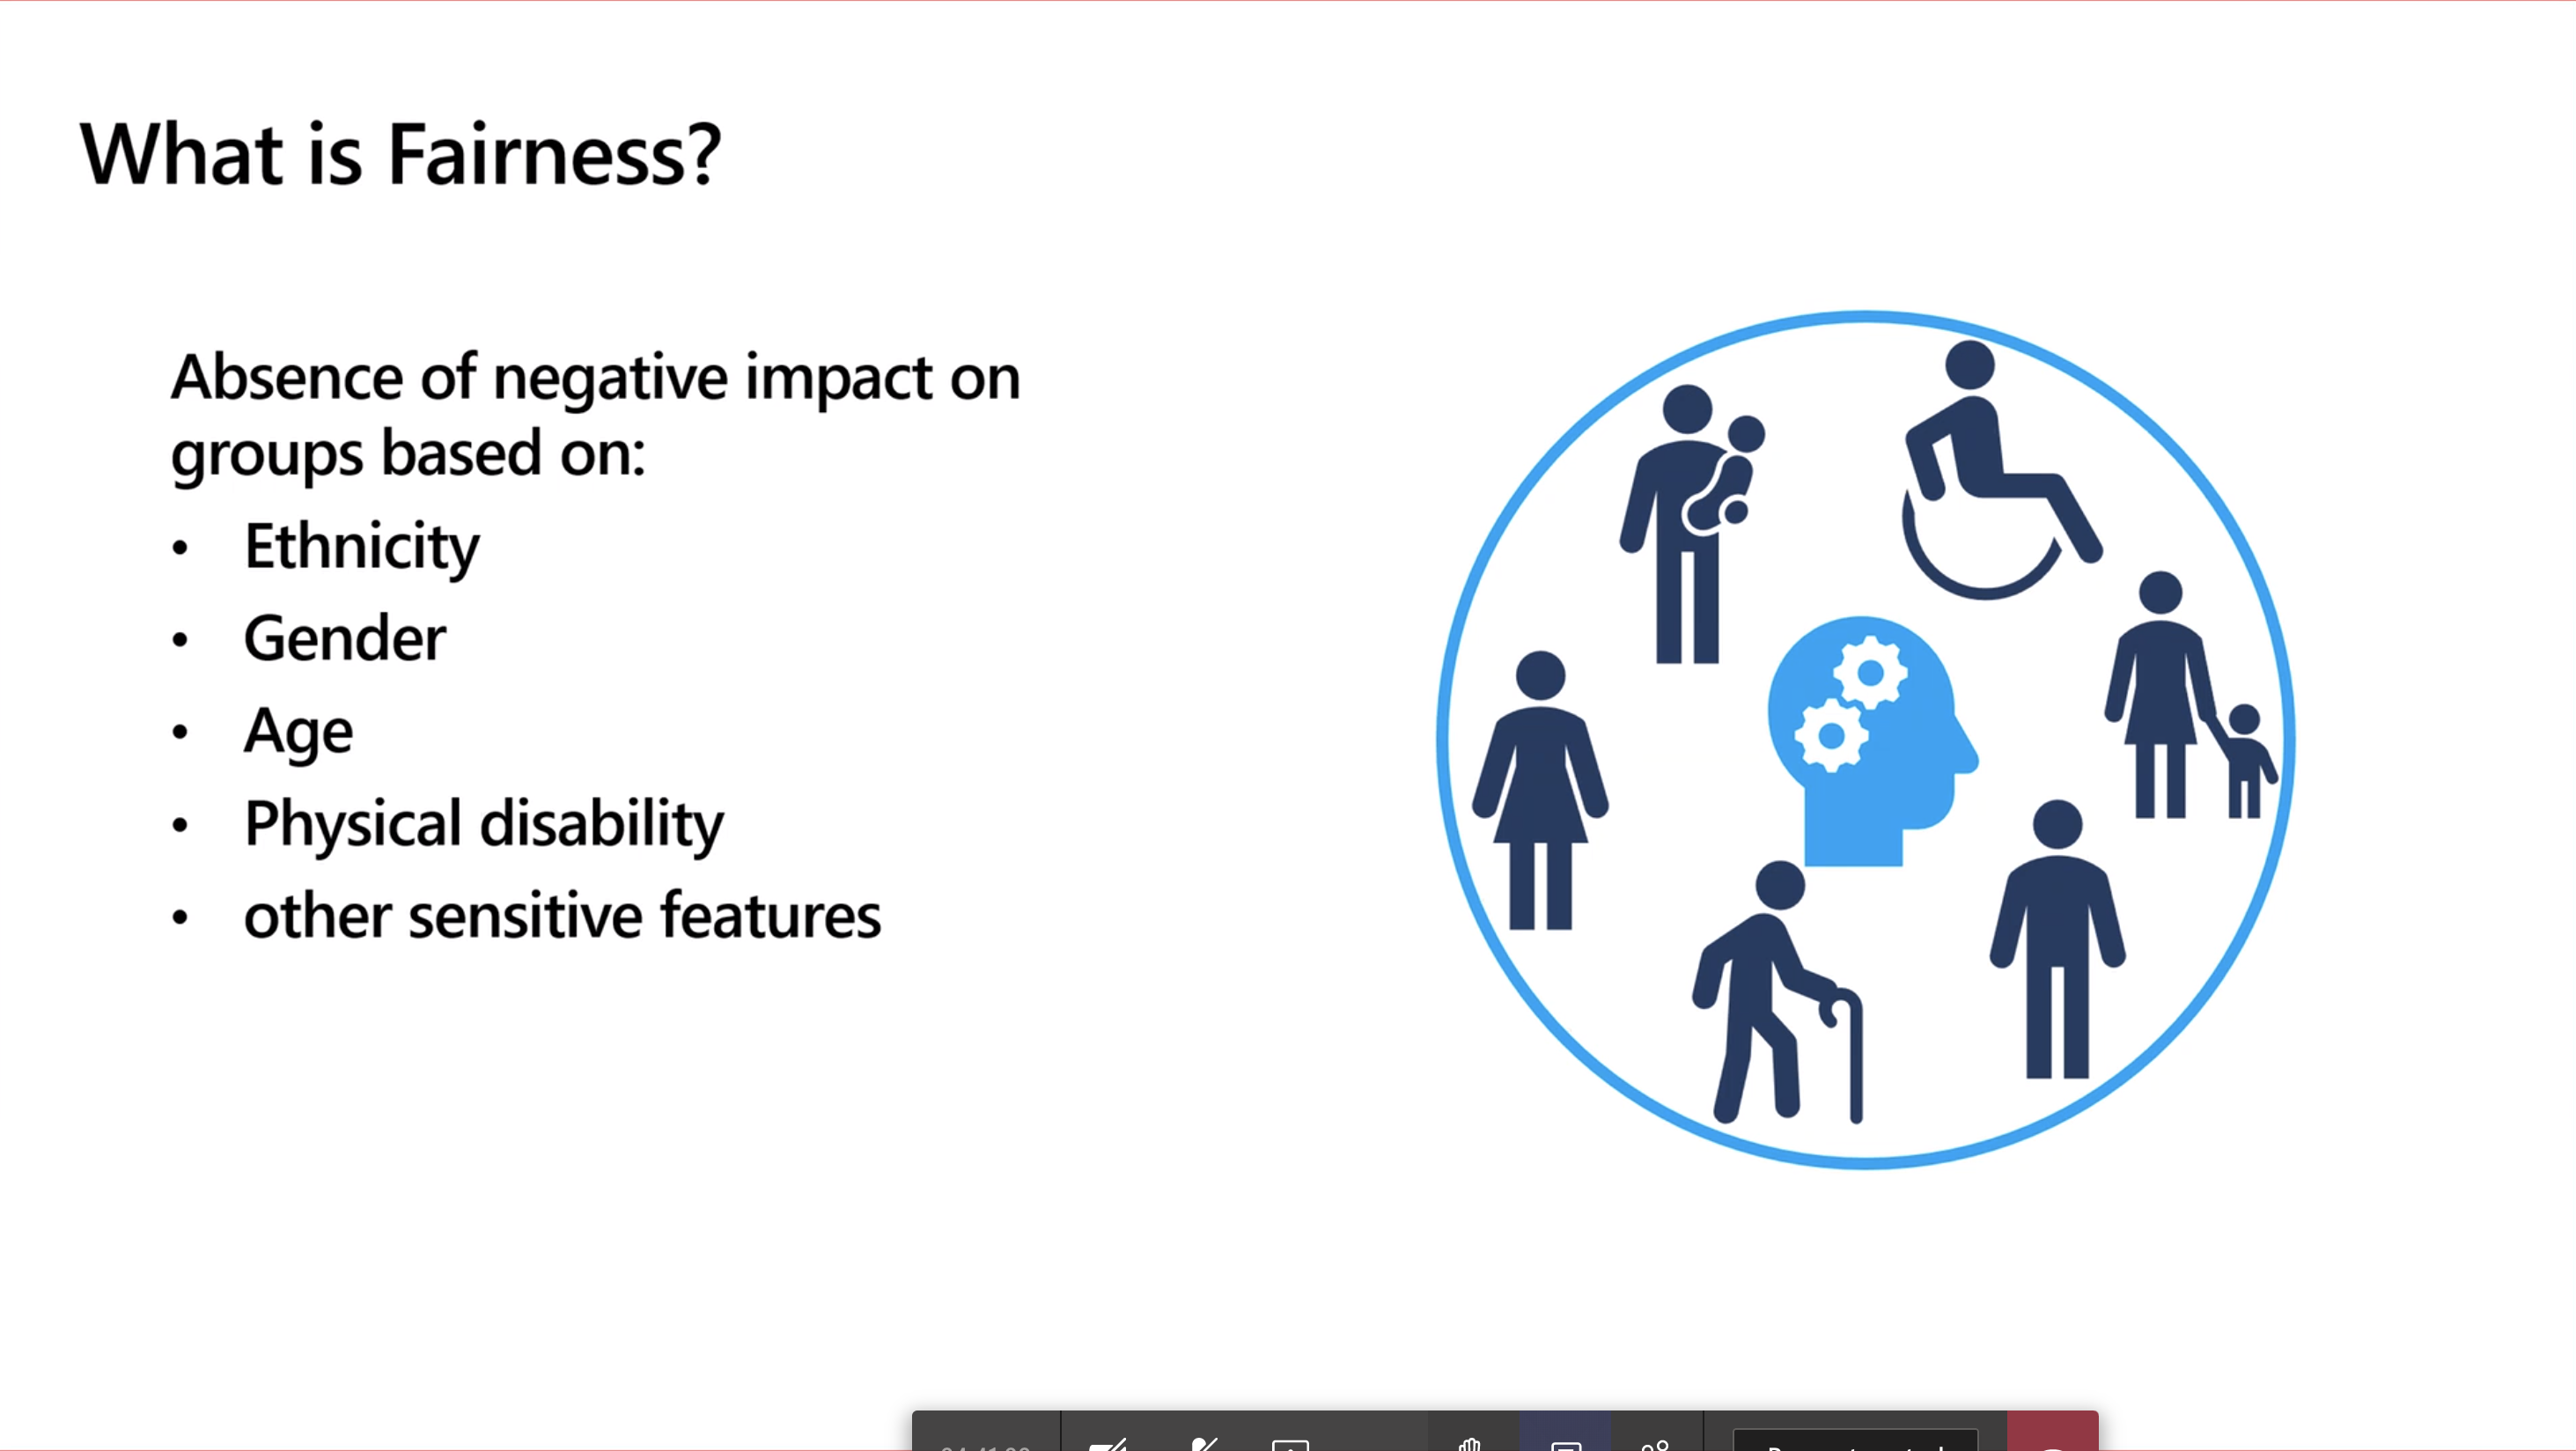 What is Fairness?
Absence of negative impact on
groups based on:
• Ethnicity
• Gender
• Age
• Physical disability
• other sensitive features